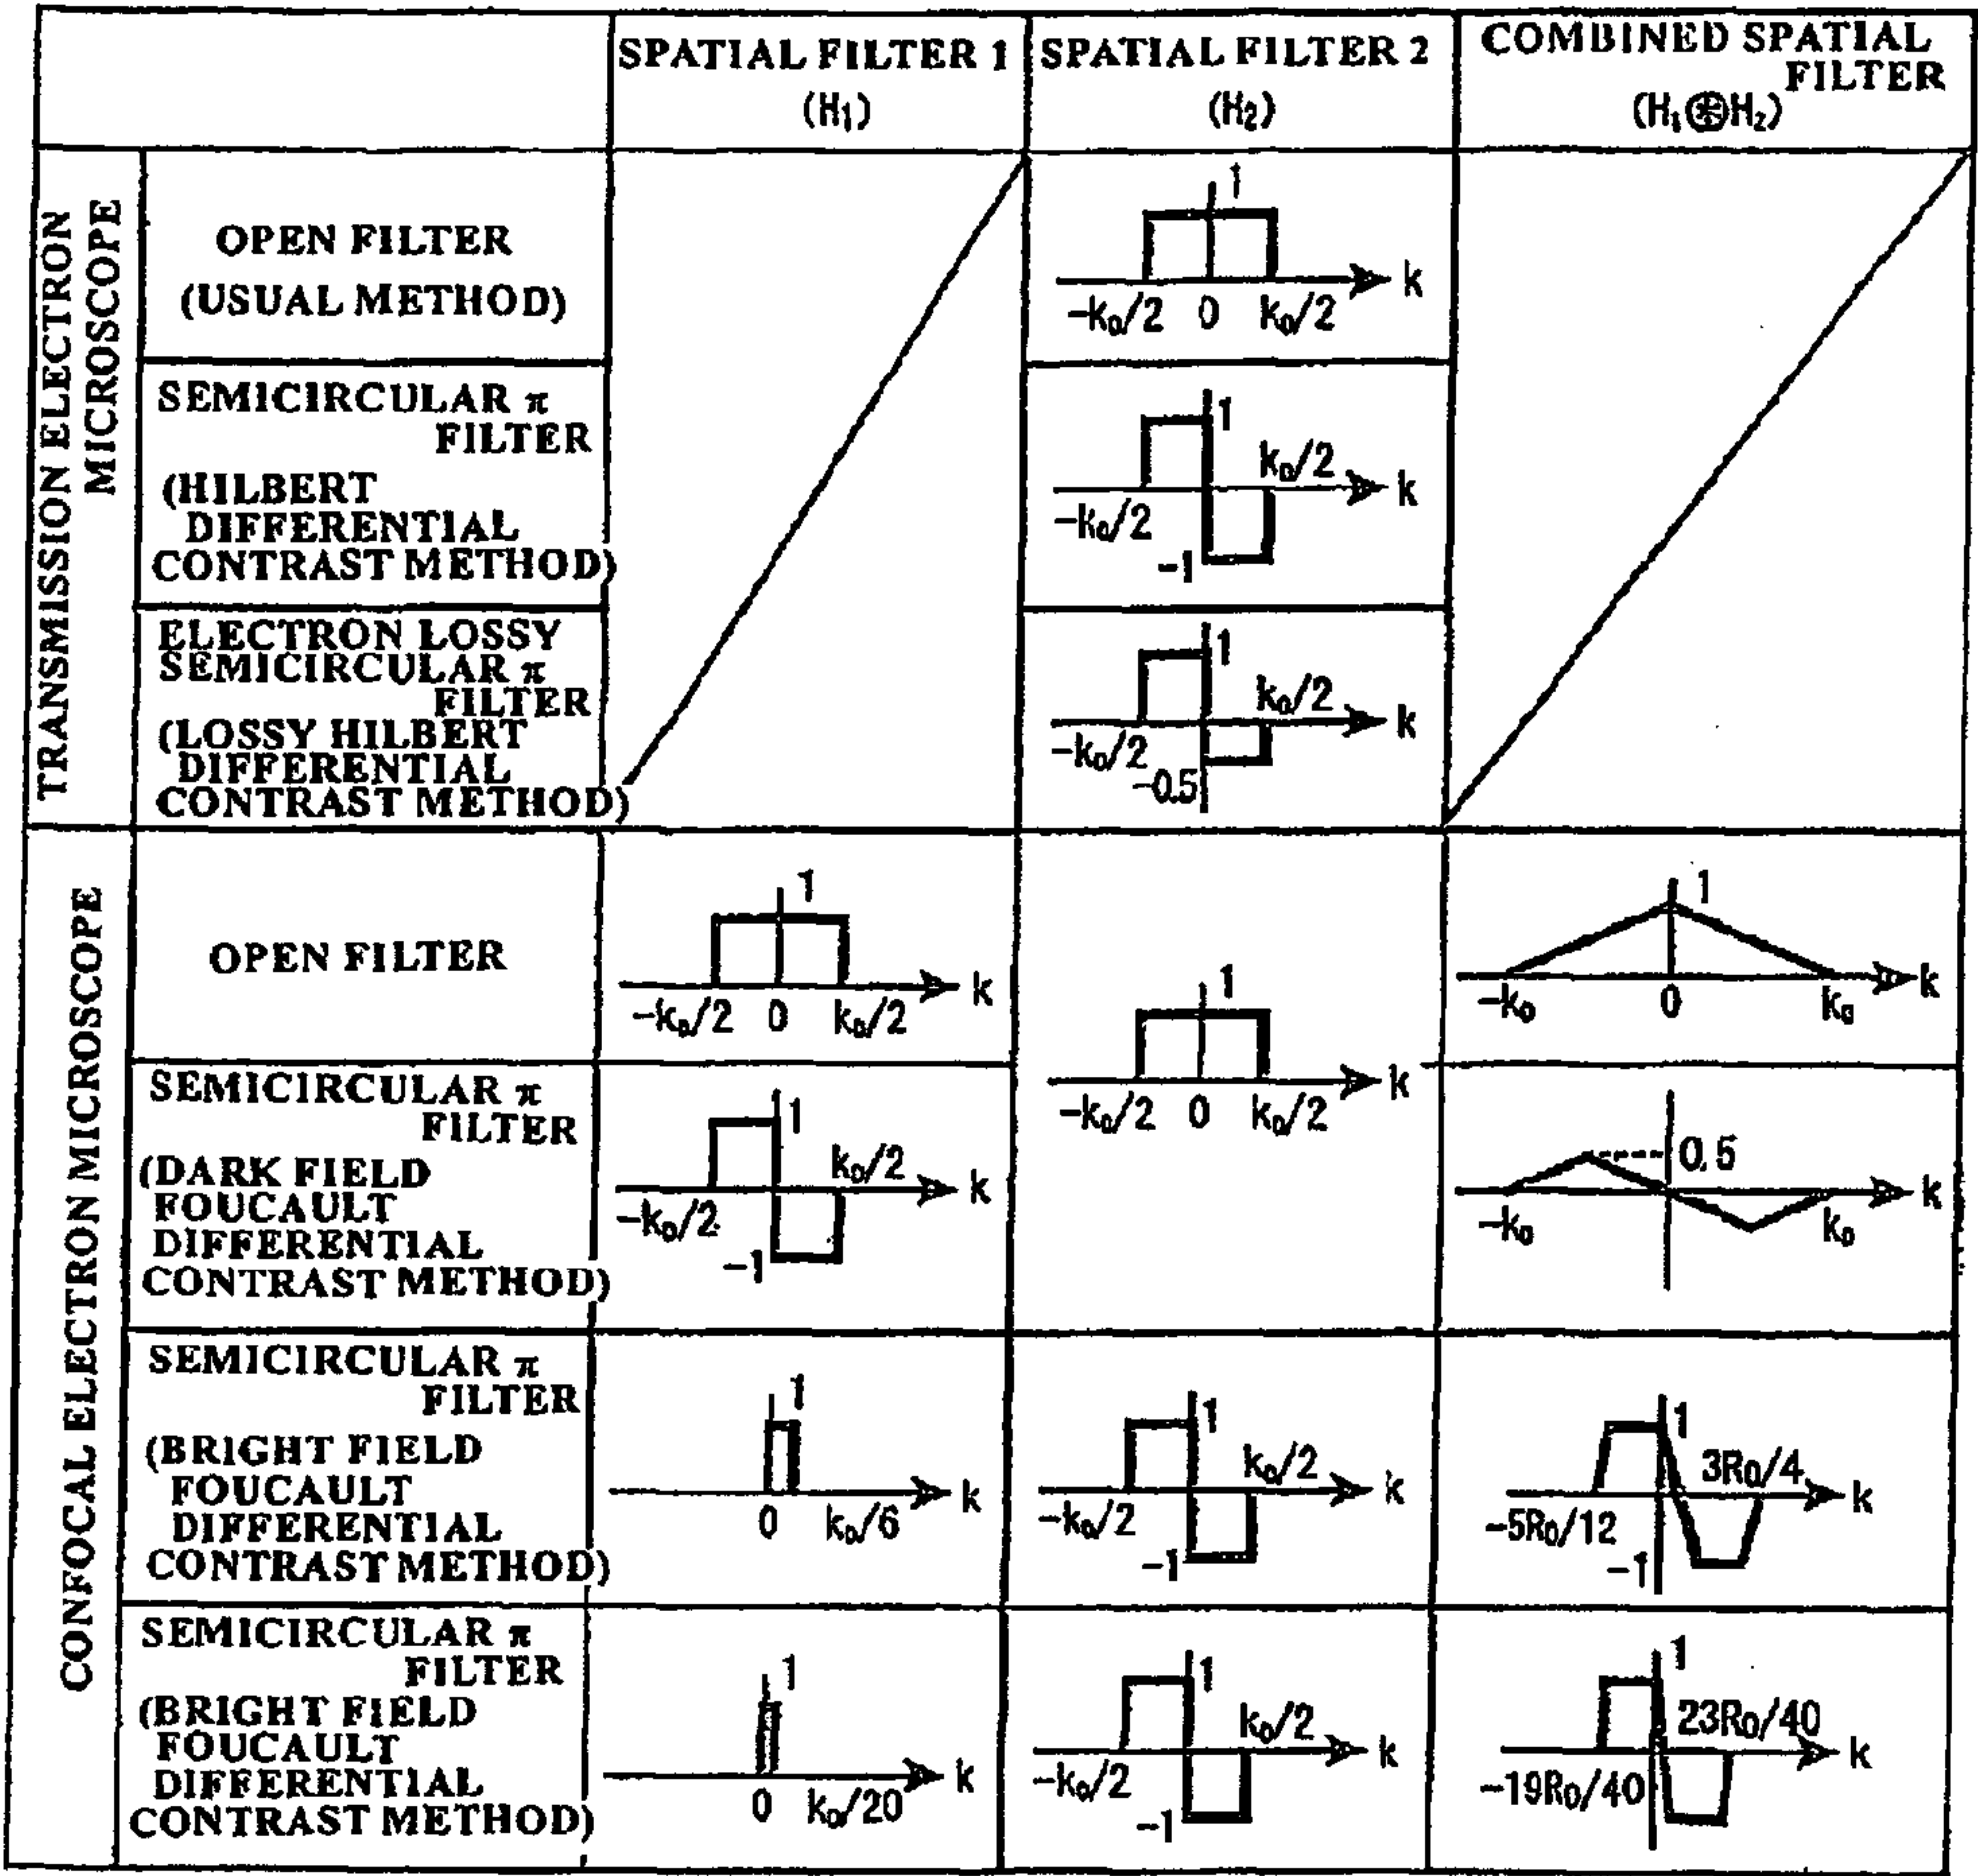 SPATIAL FILTER 1
(H₁)
SPATIAL FILTER 2
(H₂)
COMBINED SPATIAL
FILTER
(H₁⊛H₂)
TRANSMISSION ELECTRON
MICROSCOPE
OPEN FILTER
(USUAL METHOD)
1
k
-k₀/2 0 k₀/2
SEMICIRCULAR π
FILTER
(HILBERT
DIFFERENTIAL
CONTRAST METHOD)
1
k₀/2
k
-k₀/2
-1
ELECTRON LOSSY
SEMICIRCULAR π
FILTER
(LOSSY HILBERT
DIFFERENTIAL
CONTRAST METHOD)
1
k₀/2
k
-k₀/2
-0.5
CONFOCAL ELECTRON MICROSCOPE
OPEN FILTER
1
k
-k₀/2 0 k₀/2
1
k
-k₀/2 0 k₀/2
1
k
-k₀ 0 k₀
SEMICIRCULAR π
FILTER
(DARK FIELD
FOUCAULT
DIFFERENTIAL
CONTRAST METHOD)
1
k₀/2
k
-k₀/2
-1
0.5
k
-k₀ k₀
SEMICIRCULAR π
FILTER
(BRIGHT FIELD
FOUCAULT
DIFFERENTIAL
CONTRAST METHOD)
1
k
0 k₀/6
1
k₀/2
k
-k₀/2
-1
1
3R₀/4
k
-5R₀/12
-1
SEMICIRCULAR π
FILTER
(BRIGHT FIELD
FOUCAULT
DIFFERENTIAL
CONTRAST METHOD)
1
k
0 k₀/20
1
k₀/2
k
-k₀/2
-1
1
23R₀/40
k
-19R₀/40